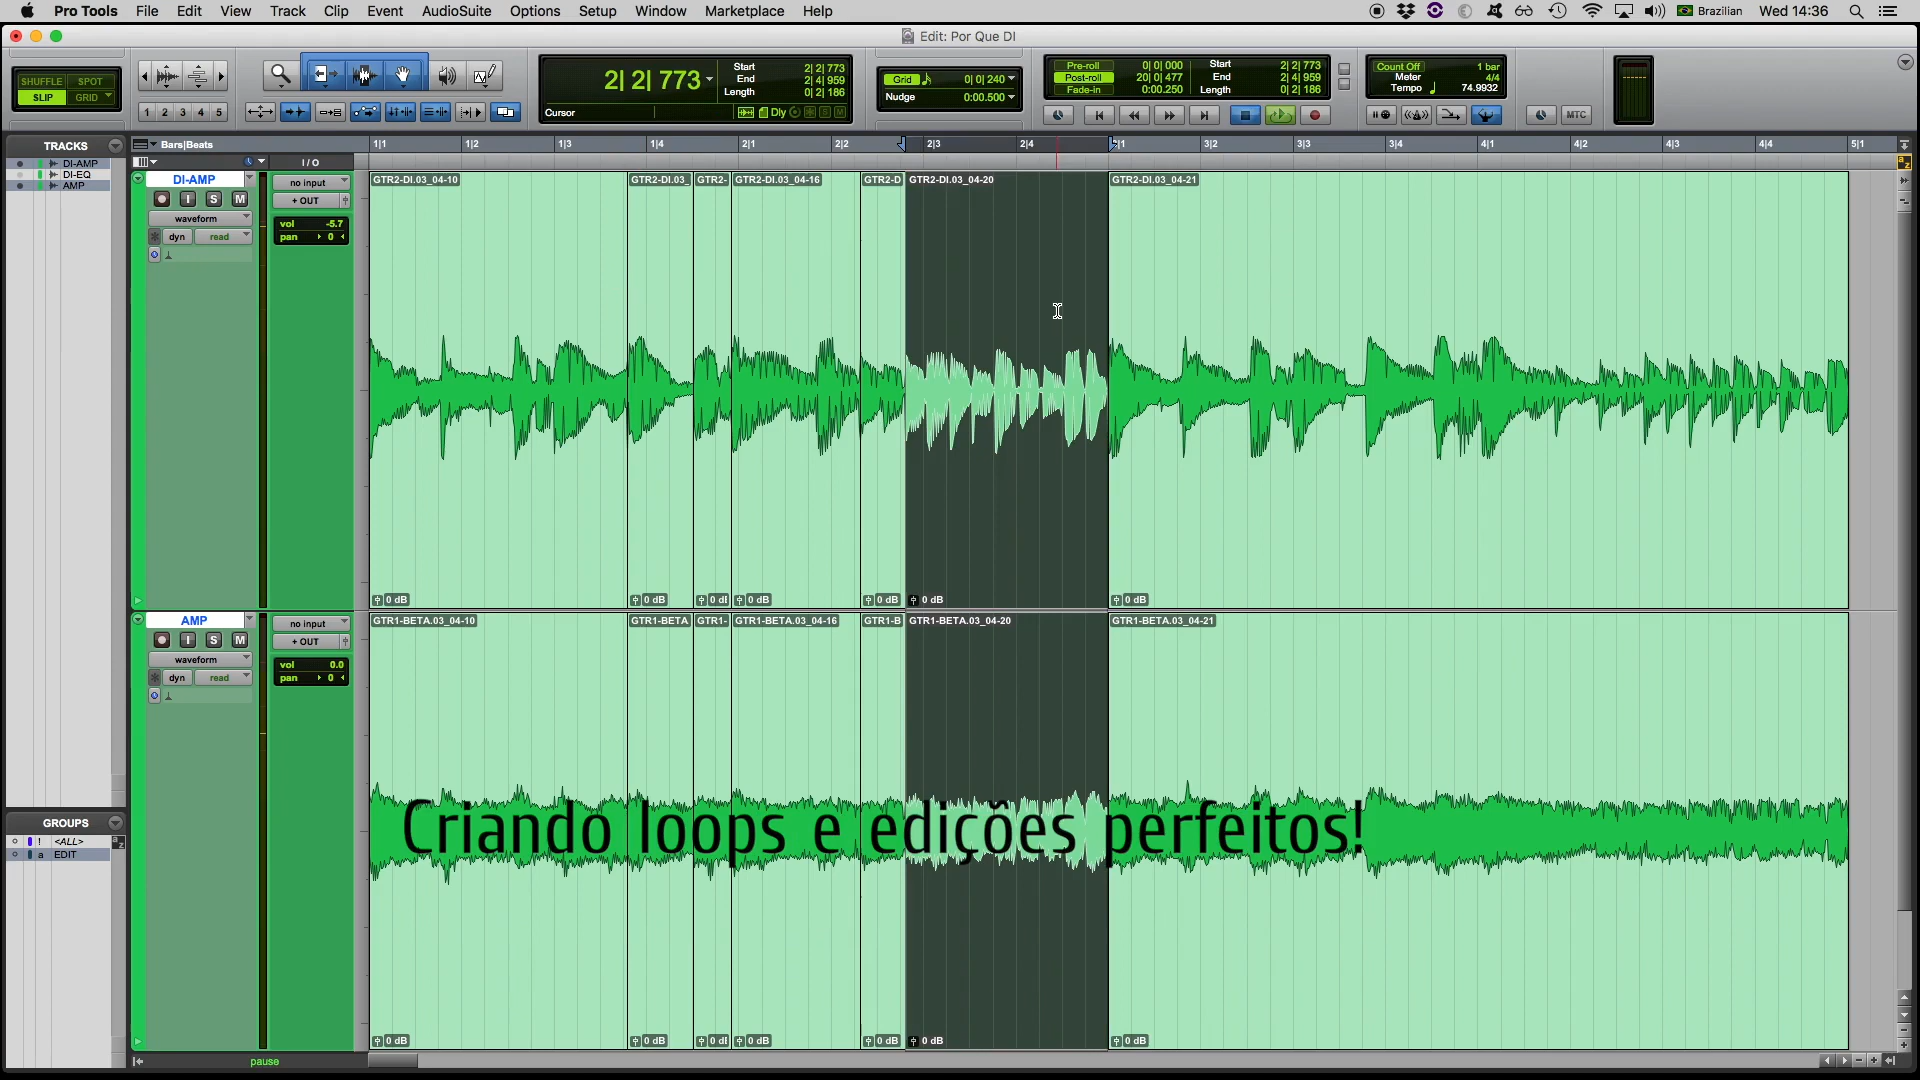 Pro Tools File Edit View Track Clip Event AudioSuite Options Setup Window Marketplace Help Brazilian Wed 14:36
Edit: Por Que DI
SHUFFLE SPOT
SLIP GRID
1 2 3 4 5
2| 2| 773
Start 2| 2| 773
End 2| 4| 959
Length 0| 2| 186
Cursor Dly
Grid 0| 0| 240
Nudge 0:00.500
Pre-roll 0| 0| 000 Start 2| 2| 773
Post-roll 20| 0| 477 End 2| 4| 959
Fade-in 0:00.250 Length 0| 2| 186
Count Off 1 bar
Meter 4/4
Tempo 74.9932
MTC
TRACKS
DI-AMP
DI-EQ
AMP
Bars|Beats 1|1 1|2 1|3 1|4 2|1 2|2 2|3 2|4 3|1 3|2 3|3 3|4 4|1 4|2 4|3 4|4 5|1
I / O
DI-AMP no input
I S M + OUT
waveform vol -5.7
dyn read pan 0
GTR2-DI.03_04-10 GTR2-DI.03_ GTR2- GTR2-DI.03_04-16 GTR2-D GTR2-DI.03_04-20 GTR2-DI.03_04-21
0 dB 0 dB 0 dB 0 dB 0 dB 0 dB
AMP no input
I S M + OUT
waveform vol 0.0
dyn read pan 0
GTR1-BETA.03_04-10 GTR1-BETA GTR1- GTR1-BETA.03_04-16 GTR1-B GTR1-BETA.03_04-20 GTR1-BETA.03_04-21
Criando loops e edições perfeitos!
0 dB 0 dB 0 dB 0 dB 0 dB 0 dB
GROUPS
! <ALL>
a EDIT
pause